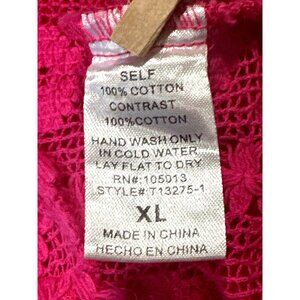 SELF
100% COTTON
CONTRAST
100%COTTON
HAND WASH ONLY
IN COLD WATER
LAY FLAT TO DRY
RN#:105013
STYLE# T13275-1
XL
MADE IN CHINA
HECHO EN CHINA